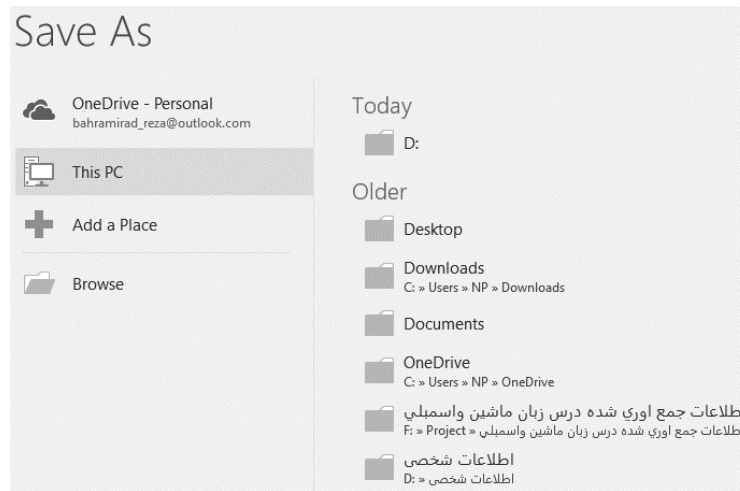 Save As
OneDrive - Personal
bahramirad_reza@outlook.com
This PC
Add a Place
Browse
Today
D:
Older
Desktop
Downloads
C: » Users » NP » Downloads
Documents
OneDrive
C: » Users » NP » OneDrive
طلاعات جمع اوري شده درس زبان ماشين واسمبلي
F: » Project » طلاعات جمع اوري شده درس زبان ماشين واسمبلي
اطلاعات شخصی
D: » اطلاعات شخصی